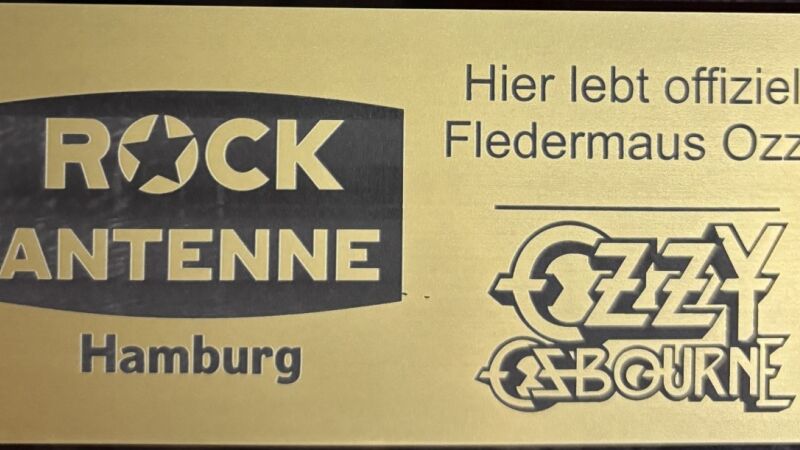 ROCK
ANTENNE
Hamburg
Hier lebt offiziel
Fledermaus Ozz
OZZY
OSBOURNE